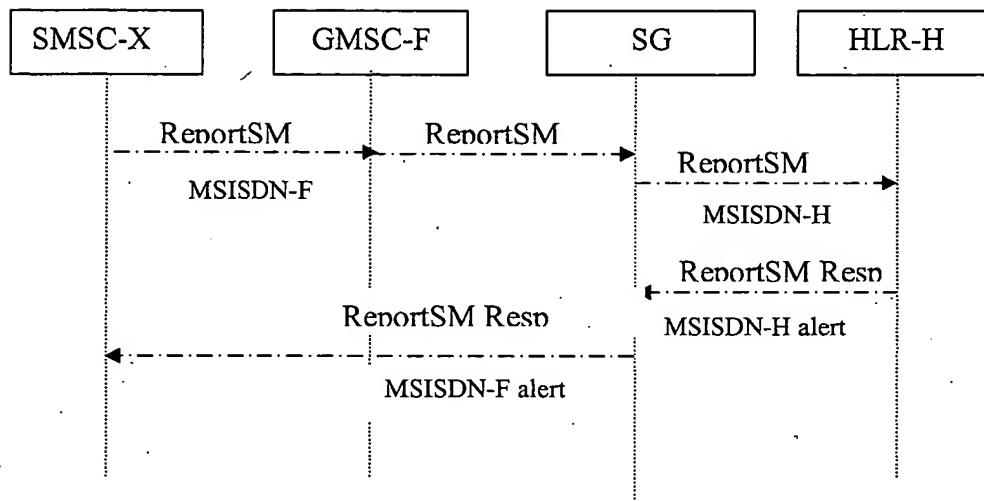 SMSC-X GMSC-F SG HLR-H
ReportSM ReportSM
MSISDN-F
ReportSM
MSISDN-H
ReportSM Resp
MSISDN-H alert
ReportSM Resp
MSISDN-F alert